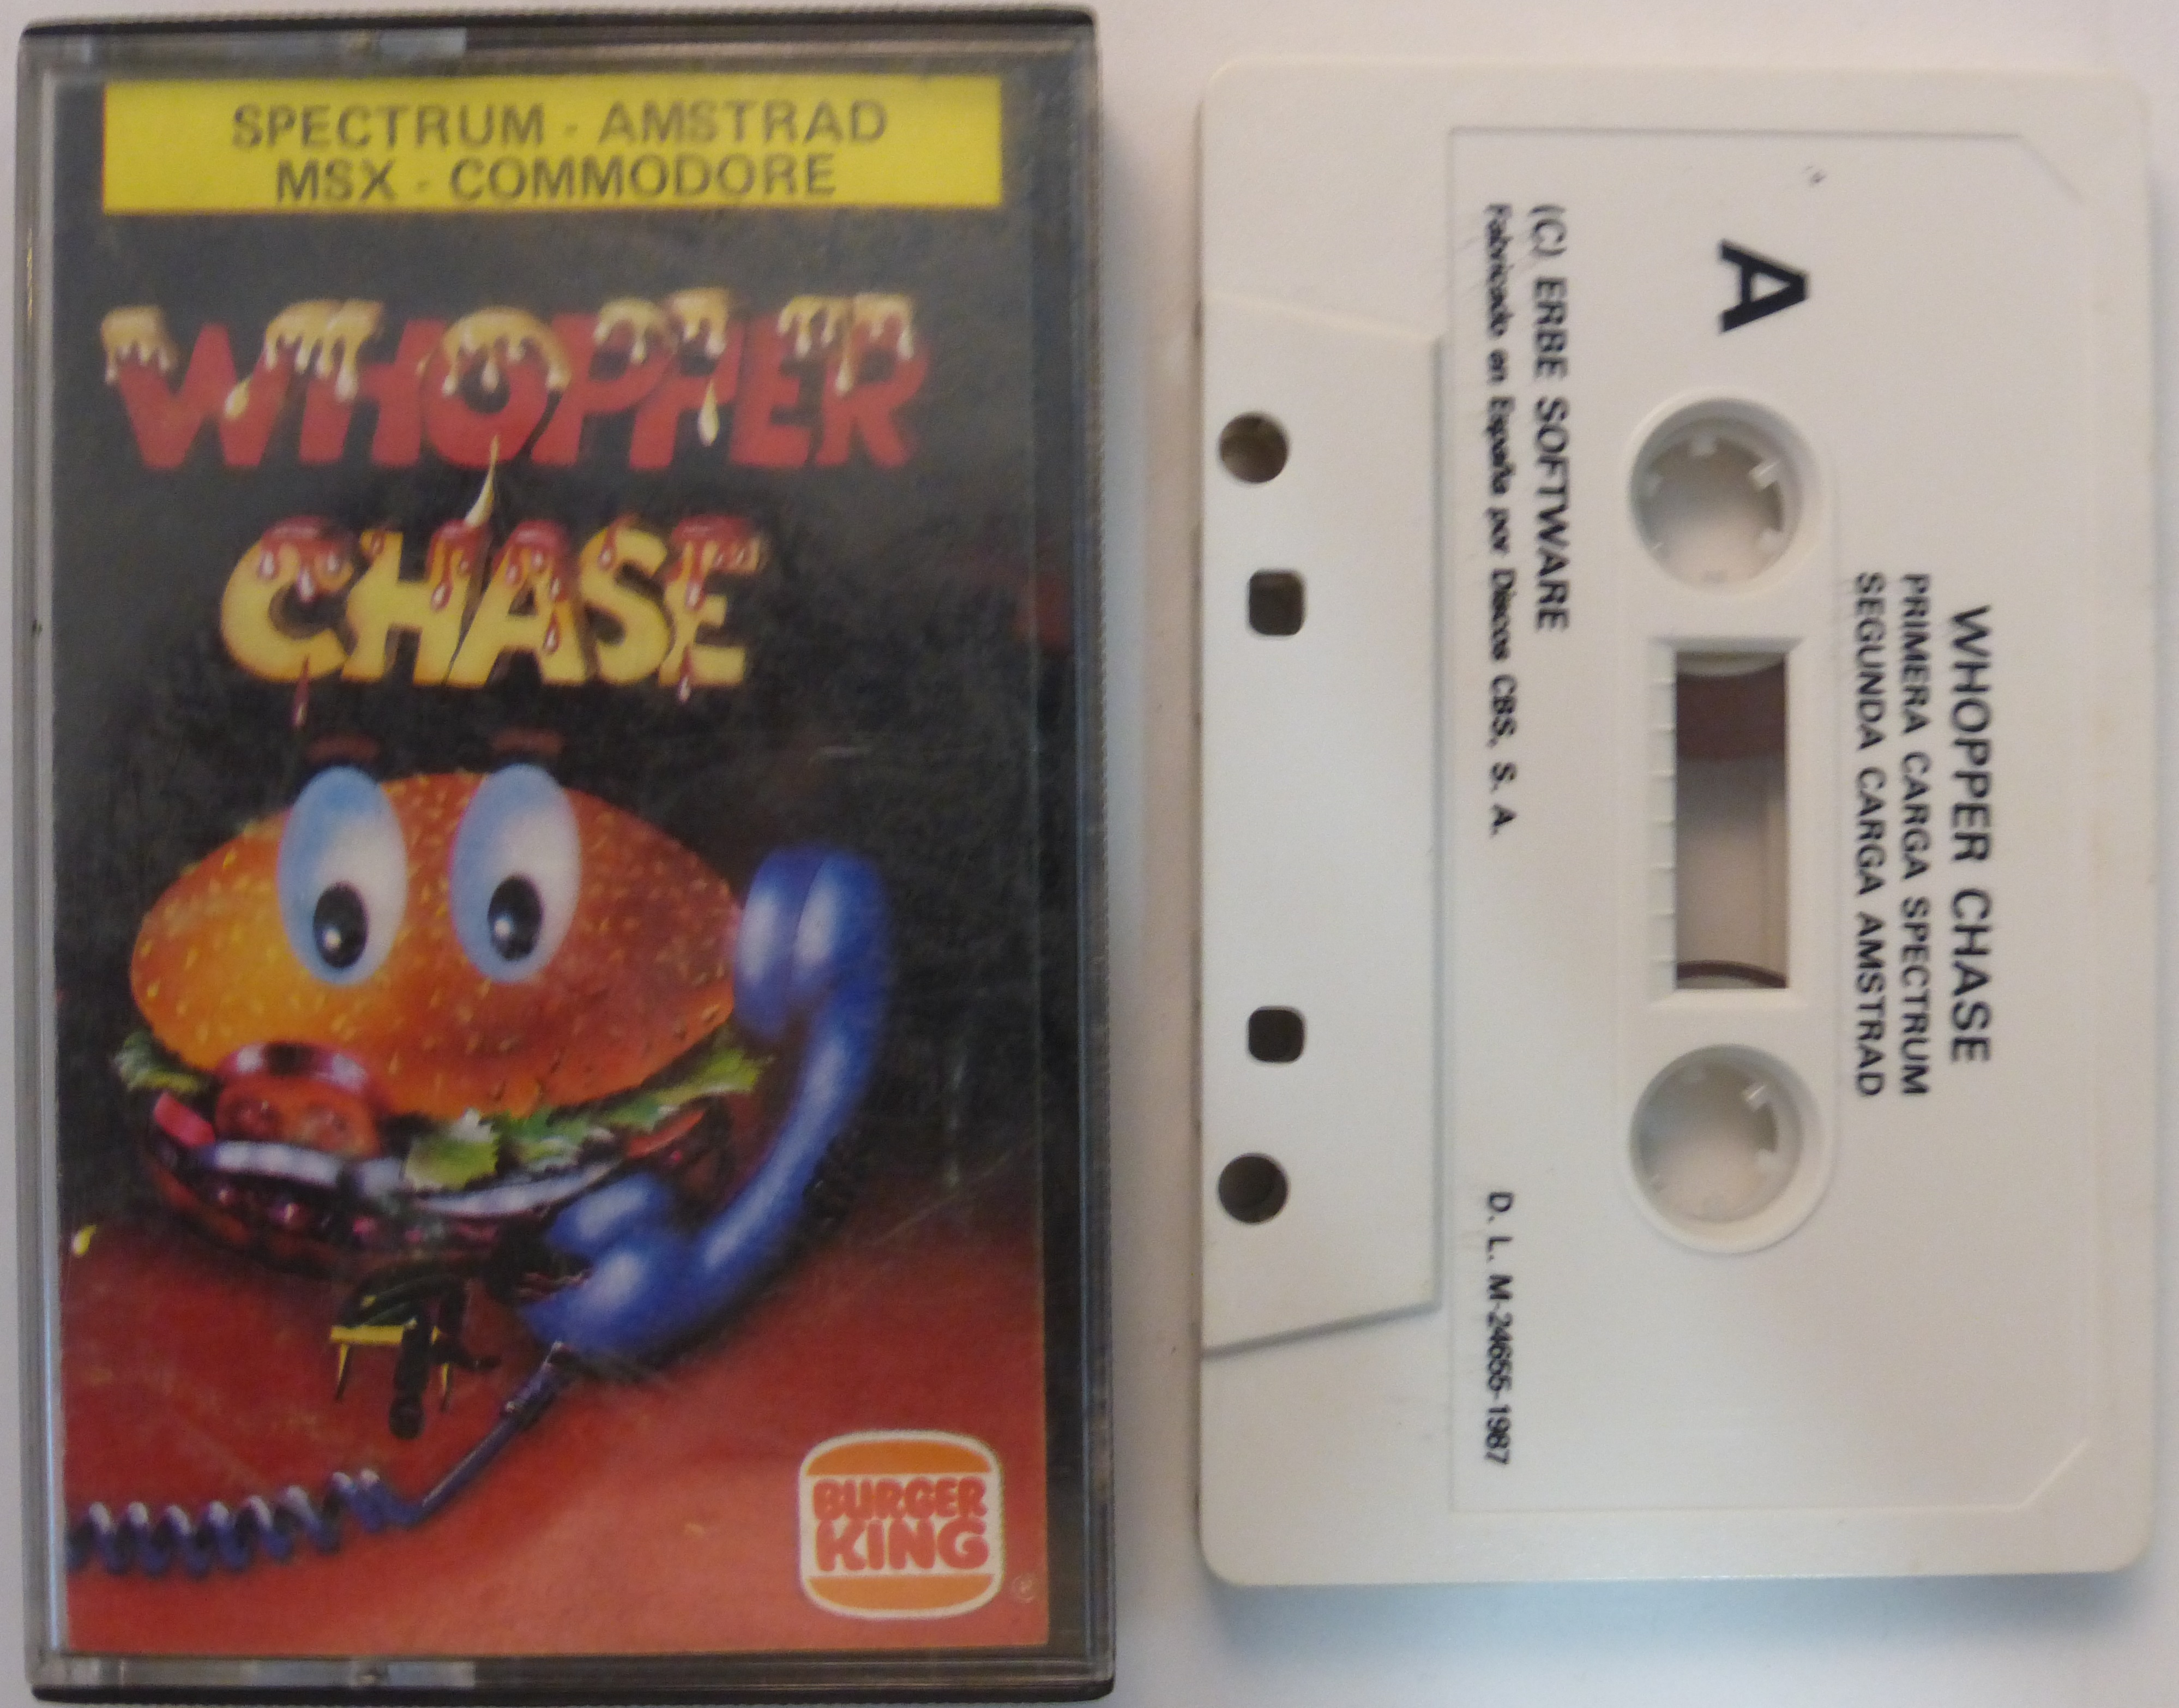 SPECTRUM - AMSTRAD
MSX - COMMODORE
WHOPPER
CHASE
BURGER
KING
®
WHOPPER CHASE
PRIMERA CARGA SPECTRUM
SEGUNDA CARGA AMSTRAD
A
(C) ERBE SOFTWARE
Fabricado en España por Discos CBS, S. A.
D. L. M-24655-1987